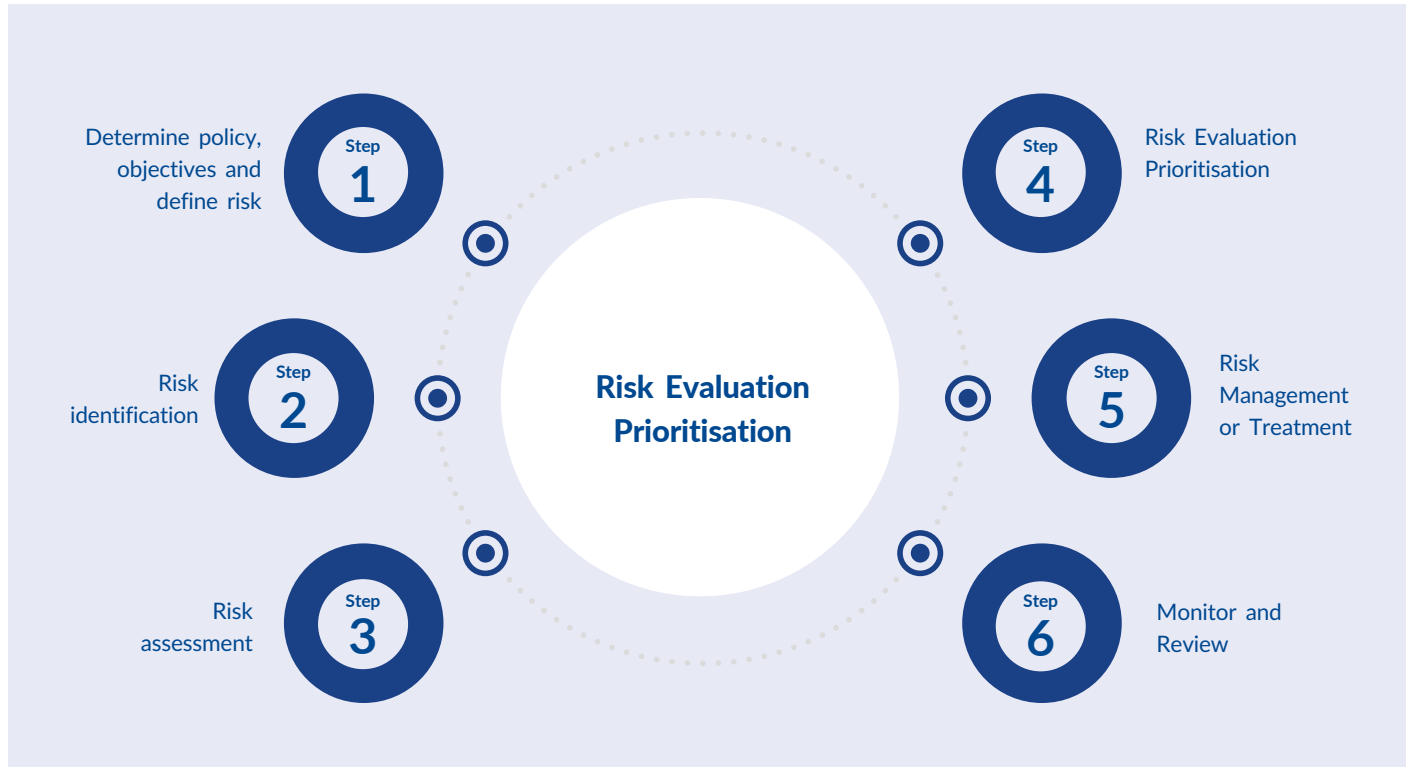 Determine policy,
objectives and
define risk
Step
1
Risk
identification
Step
2
Risk
assessment
Step
3
Risk Evaluation
Prioritisation
Step
4
Risk Evaluation
Prioritisation
Step
5
Risk
Management
or Treatment
Step
6
Monitor and
Review